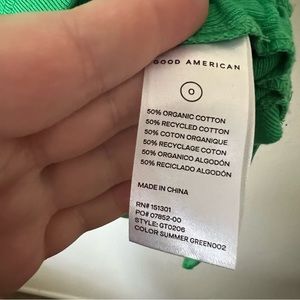 GOOD AMERICAN
0
50% ORGANIC COTTON
50% RECYCLED COTTON
50% COTON ORGANIQUE
50% RECYCLAGE COTON
50% ORGANICO ALGODÓN
50% RECICLADO ALGODÓN
MADE IN CHINA
RN# 151301
PO# 07852-00
STYLE: GT0206
COLOR SUMMER GREEN002